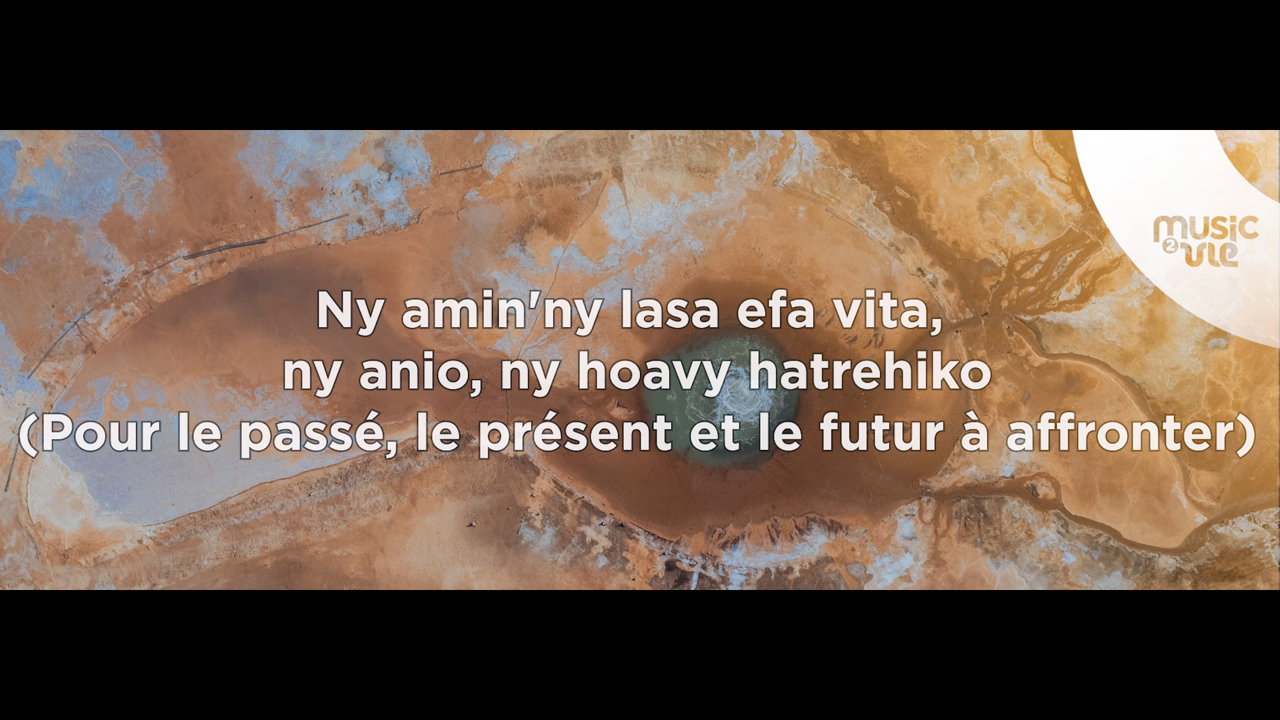 music
2 vie
Ny amin'ny lasa efa vita,
ny anio, ny hoavy hatrehiko
(Pour le passé, le présent et le futur à affronter)